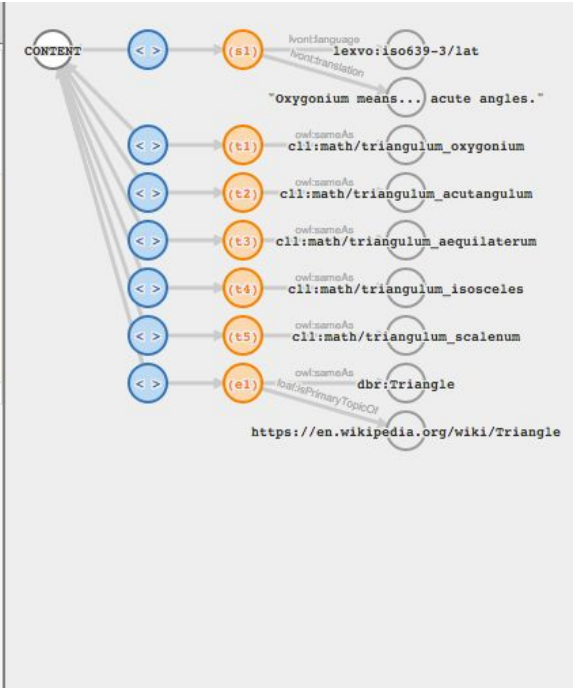 lvont:language
CONTENT < > (s1) lexvo:iso639-3/lat
lvont:translation
"Oxygonium means... acute angles."
owl:sameAs
< > (t1) cll:math/triangulum_oxygonium
owl:sameAs
< > (t2) cll:math/triangulum_acutangulum
owl:sameAs
< > (t3) cll:math/triangulum_aequilaterum
owl:sameAs
< > (t4) cll:math/triangulum_isosceles
owl:sameAs
< > (t5) cll:math/triangulum_scalenum
owl:sameAs
< > (e1) dbr:Triangle
foaf:isPrimaryTopicOf
https://en.wikipedia.org/wiki/Triangle